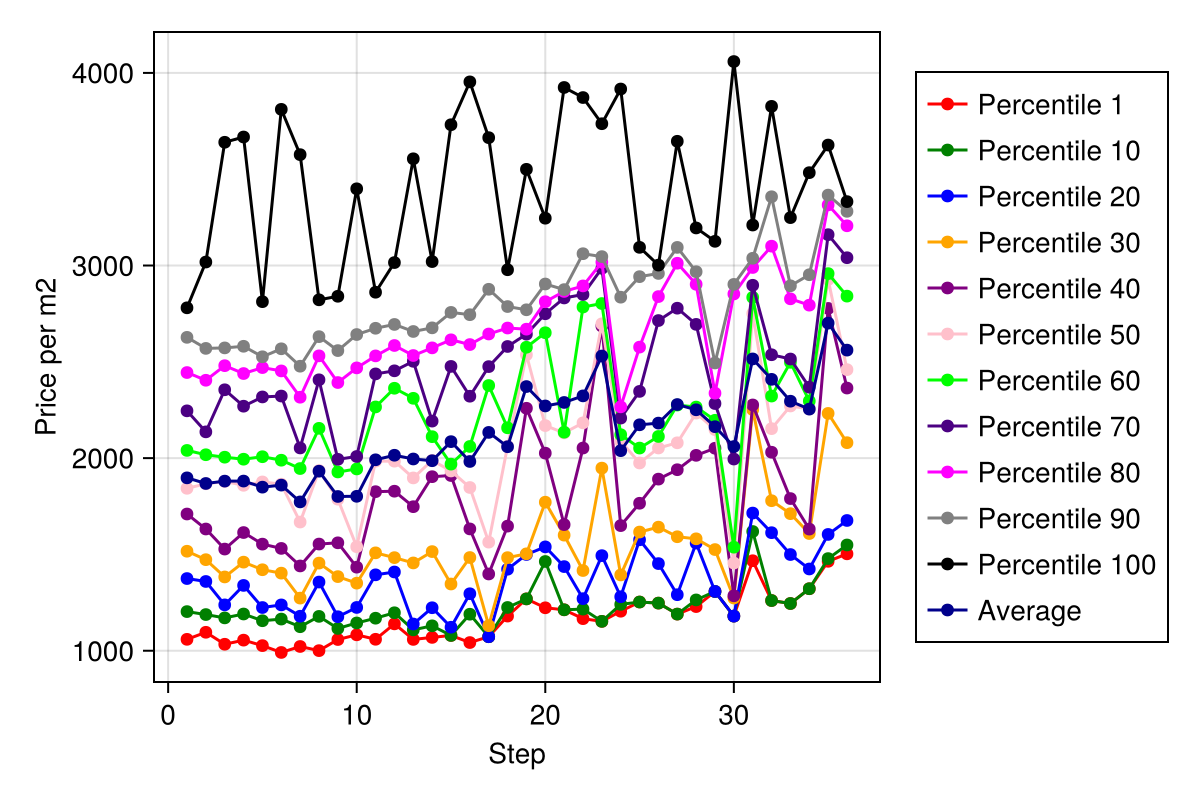 4000
3000
2000
1000
Price per m2
0 10 20 30
Step
Percentile 1
Percentile 10
Percentile 20
Percentile 30
Percentile 40
Percentile 50
Percentile 60
Percentile 70
Percentile 80
Percentile 90
Percentile 100
Average